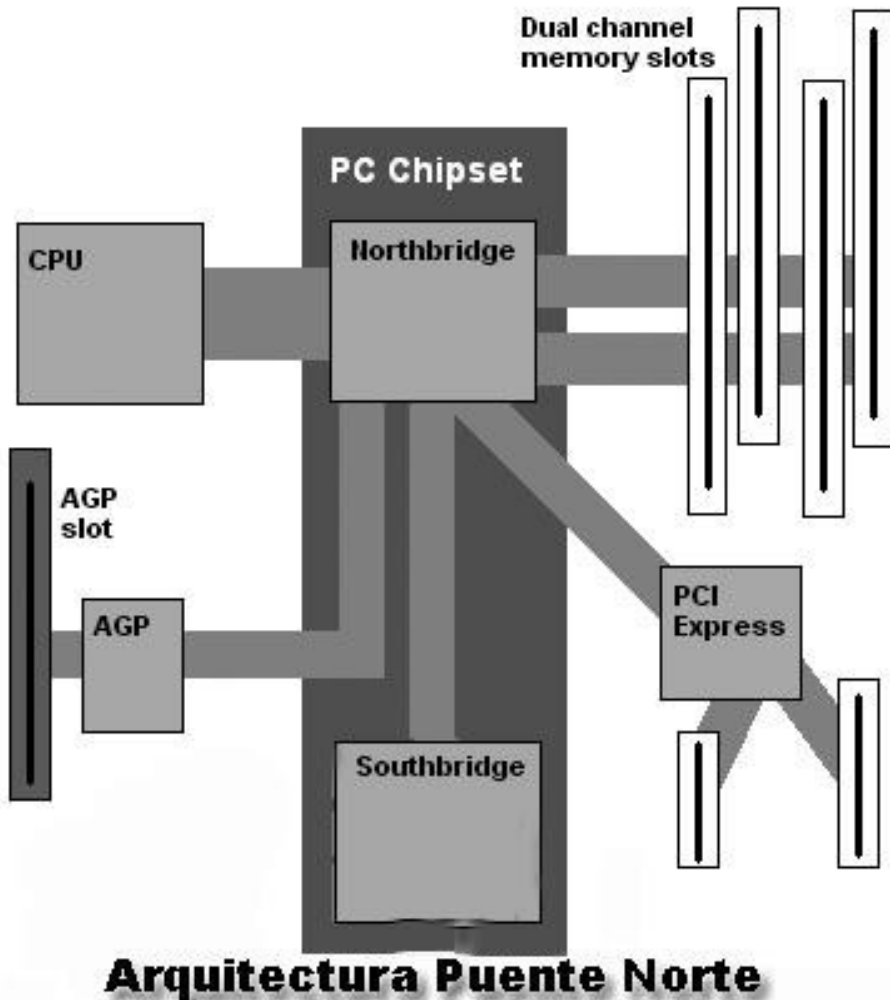 Dual channel
memory slots
PC Chipset
CPU
Northbridge
AGP
slot
AGP
PCI
Express
Southbridge
Arquitectura Puente Norte